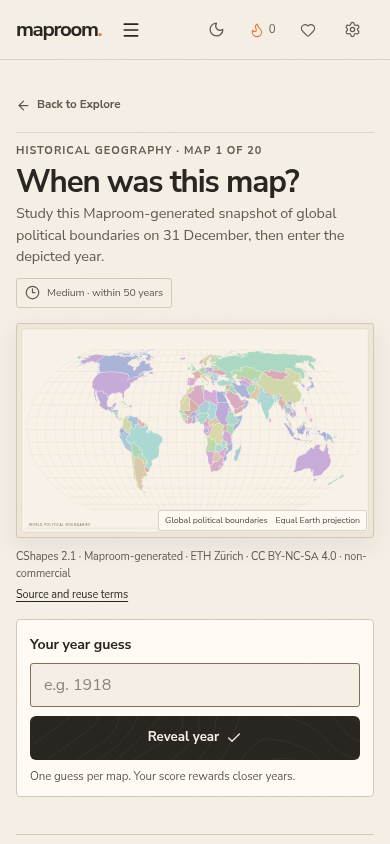 maproom.
0
Back to Explore
HISTORICAL GEOGRAPHY · MAP 1 OF 20
When was this map?
Study this Maproom-generated snapshot of global
political boundaries on 31 December, then enter the
depicted year.
Medium · within 50 years
WORLD POLITICAL BOUNDARIES
Global political boundaries Equal Earth projection
CShapes 2.1 · Maproom-generated · ETH Zürich · CC BY-NC-SA 4.0 · non-
commercial
Source and reuse terms
Your year guess
e.g. 1918
Reveal year
One guess per map. Your score rewards closer years.